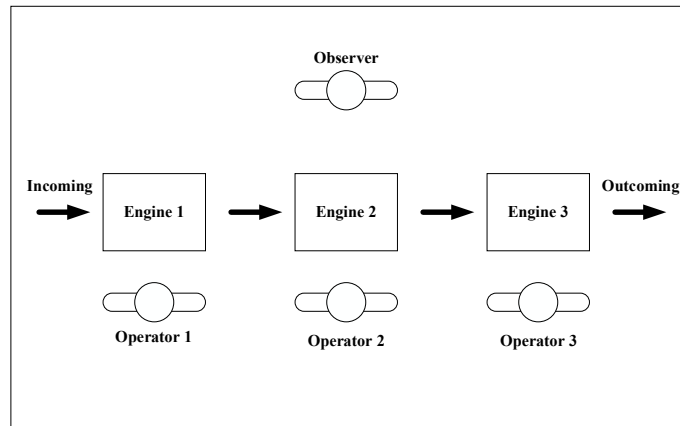 Observer
Incoming
Engine 1
Engine 2
Engine 3
Outcoming
Operator 1
Operator 2
Operator 3